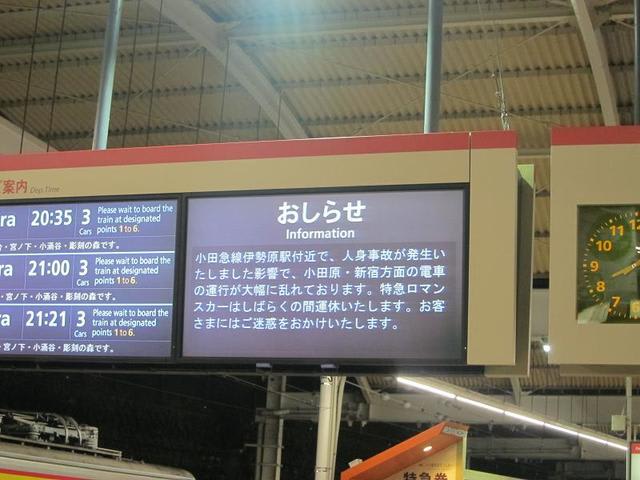 ご案内 Dep.Time
ra 20:35 3 Cars Please wait to board the train at designated points 1 to 6.
・宮ノ下・小涌谷・彫刻の森です。
ra 21:00 3 Cars Please wait to board the train at designated points 1 to 6.
・宮ノ下・小涌谷・彫刻の森です。
ra 21:21 3 Cars Please wait to board the train at designated points 1 to 6.
・宮ノ下・小涌谷・彫刻の森です。
おしらせ
Information
小田急線伊勢原駅付近で、人身事故が発生い
たしました影響で、小田原・新宿方面の電車
の運行が大幅に乱れております。特急ロマン
スカーはしばらくの間運休いたします。お客
さまにはご迷惑をおかけいたします。
12
11
10
9
8
7
6
特急券